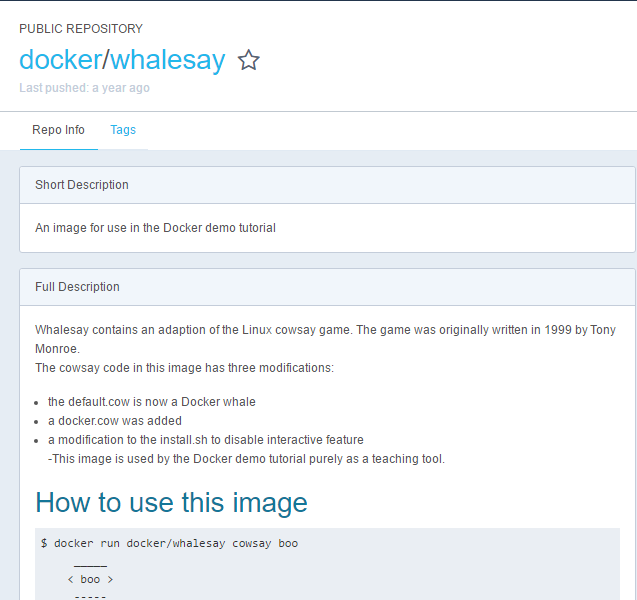 PUBLIC REPOSITORY
docker/whalesay
Last pushed: a year ago
Repo Info Tags
Short Description
An image for use in the Docker demo tutorial
Full Description
Whalesay contains an adaption of the Linux cowsay game. The game was originally written in 1999 by Tony
Monroe.
The cowsay code in this image has three modifications:
• the default.cow is now a Docker whale
• a docker.cow was added
• a modification to the install.sh to disable interactive feature
-This image is used by the Docker demo tutorial purely as a teaching tool.
How to use this image
$ docker run docker/whalesay cowsay boo
_____
< boo >
-----